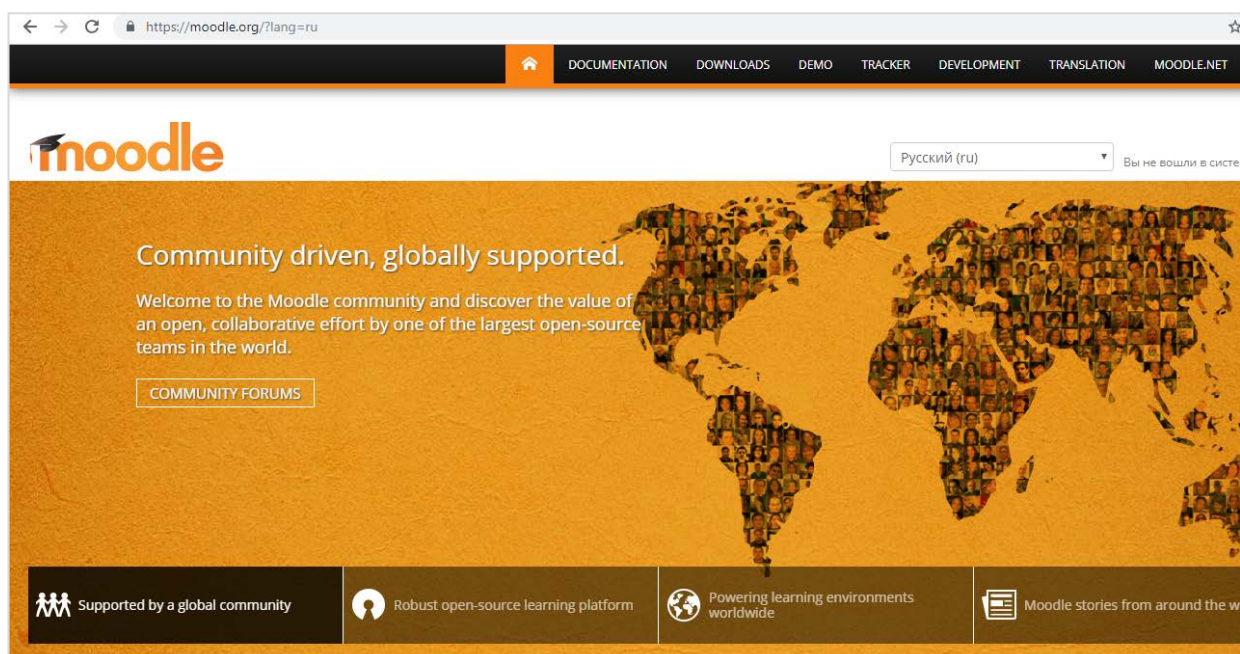 https://moodle.org/?lang=ru
DOCUMENTATION DOWNLOADS DEMO TRACKER DEVELOPMENT TRANSLATION MOODLE.NET
moodle
Русский (ru)
Вы не вошли в систе
Community driven, globally supported.
Welcome to the Moodle community and discover the value of
an open, collaborative effort by one of the largest open-source
teams in the world.
COMMUNITY FORUMS
Supported by a global community
Robust open-source learning platform
Powering learning environments
worldwide
Moodle stories from around the w